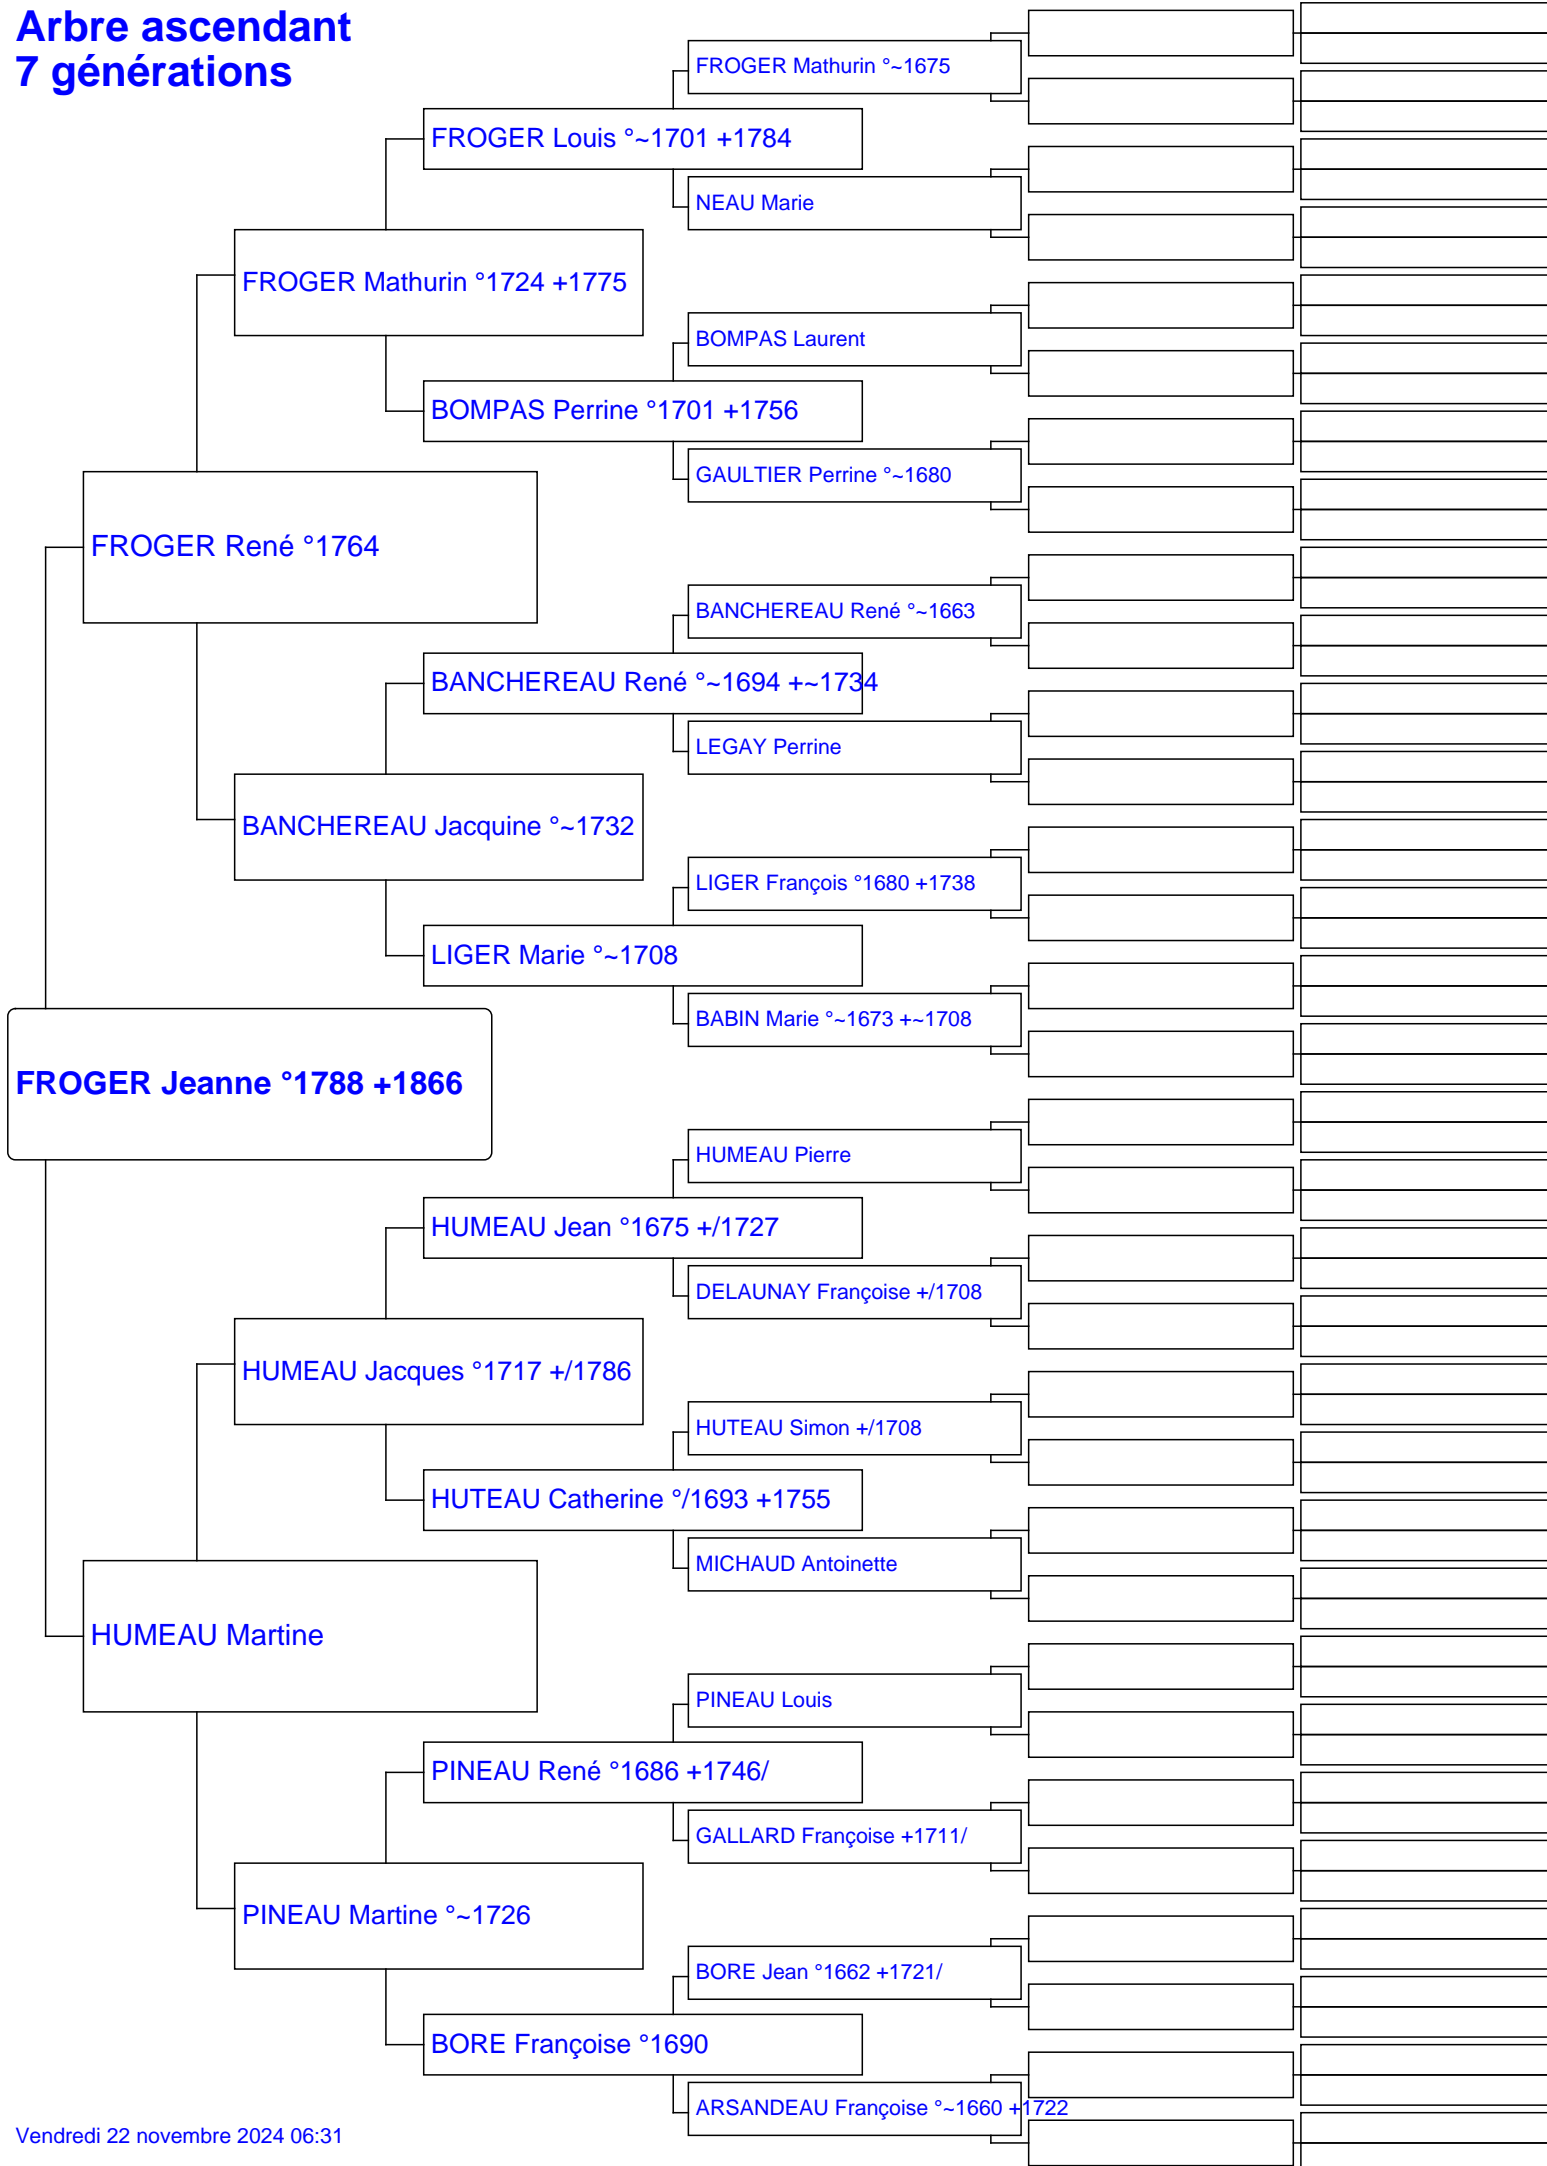 Arbre ascendant
7 générations
FROGER Mathurin °~1675
FROGER Louis °~1701 +1784
NEAU Marie
FROGER Mathurin °1724 +1775
BOMPAS Laurent
BOMPAS Perrine °1701 +1756
GAULTIER Perrine °~1680
FROGER René °1764
BANCHEREAU René °~1663
BANCHEREAU René °~1694 +~1734
LEGAY Perrine
BANCHEREAU Jacquine °~1732
LIGER François °1680 +1738
LIGER Marie °~1708
BABIN Marie °~1673 +~1708
FROGER Jeanne °1788 +1866
HUMEAU Pierre
HUMEAU Jean °1675 +/1727
DELAUNAY Françoise +/1708
HUMEAU Jacques °1717 +/1786
HUTEAU Simon +/1708
HUTEAU Catherine °/1693 +1755
MICHAUD Antoinette
HUMEAU Martine
PINEAU Louis
PINEAU René °1686 +1746/
GALLARD Françoise +1711/
PINEAU Martine °~1726
BORE Jean °1662 +1721/
BORE Françoise °1690
ARSANDEAU Françoise °~1660 +1722
Vendredi 22 novembre 2024 06:31